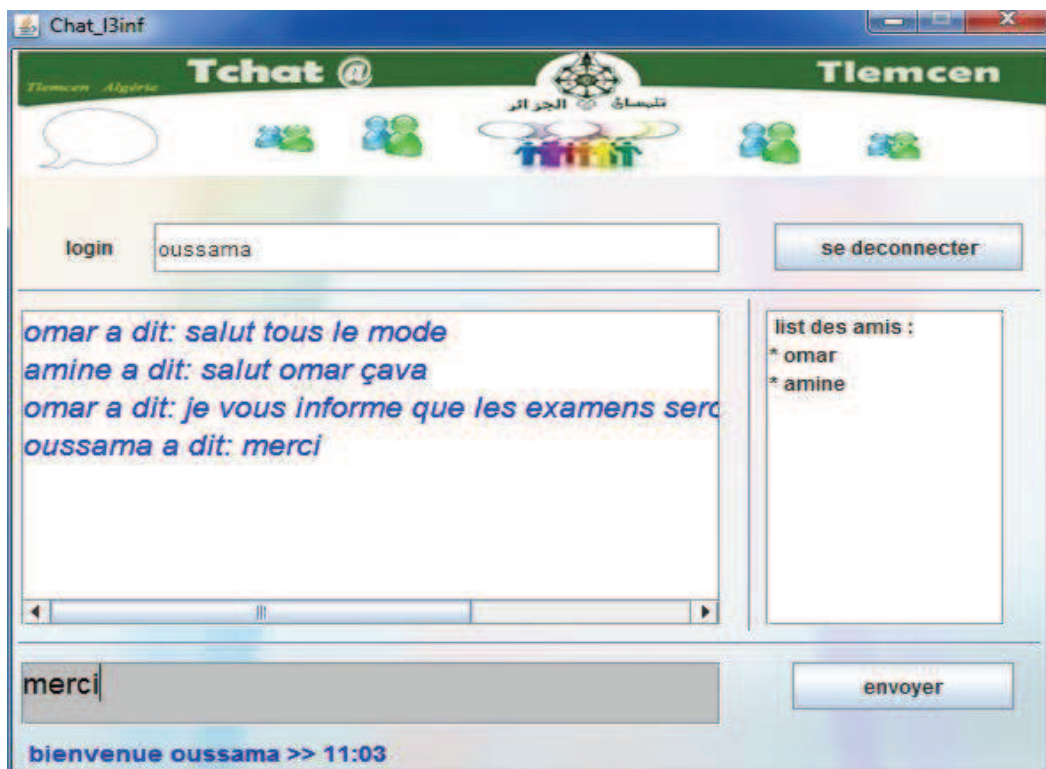 Chat_l3inf
Tchat @
Tlemcen
Tlemcen Algérie
تلمسان الجزائر
login
oussama
se deconnecter
omar a dit: salut tous le mode
amine a dit: salut omar çava
omar a dit: je vous informe que les examens
oussama a dit: merci
list des amis :
* omar
* amine
merci
envoyer
bienvenue oussama >> 11:03